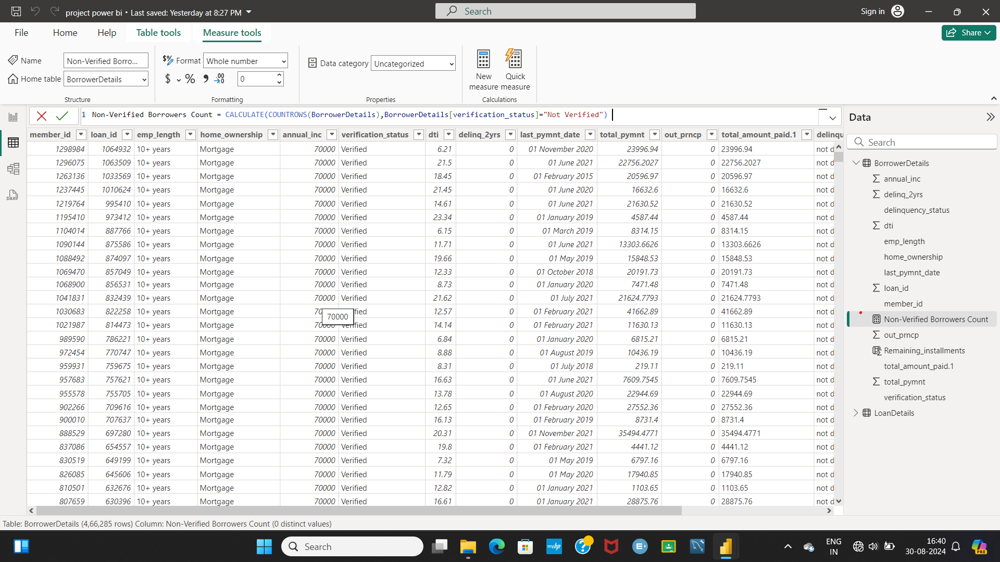 project power bi • Last saved: Yesterday at 8:27 PM
Search
Sign in
File Home Help Table tools Measure tools
Share
Name Non-Verified Borro...
Home table BorrowerDetails
Structure
Format Whole number
$ % 9 .00 0
Formatting
Data category Uncategorized
Properties
New measure
Quick measure
Calculations
1 Non-Verified Borrowers Count = CALCULATE(COUNTROWS(BorrowerDetails),BorrowerDetails[verification_status]="Not Verified")
member_id loan_id emp_length home_ownership annual_inc verification_status dti delinq_2yrs last_pymnt_date total_pymnt out_prncp total_amount_paid.1 delinqu
1298984 1064932 10+ years Mortgage 70000 Verified 6.21 0 01 November 2020 23996.94 0 23996.94 not d
1296075 1063509 10+ years Mortgage 70000 Verified 21.5 0 01 June 2021 22756.2027 0 22756.2027 not d
1263136 1033569 10+ years Mortgage 70000 Verified 18.45 0 01 February 2015 20596.97 0 20596.97 not d
1237445 1010624 10+ years Mortgage 70000 Verified 21.45 0 01 June 2020 16632.6 0 16632.6 not d
1219764 995410 10+ years Mortgage 70000 Verified 14.61 0 01 June 2021 21630.52 0 21630.52 not d
1195410 973412 10+ years Mortgage 70000 Verified 23.34 0 01 January 2019 4587.44 0 4587.44 not d
1104014 887766 10+ years Mortgage 70000 Verified 6.15 0 01 March 2019 8314.15 0 8314.15 not d
1090144 875586 10+ years Mortgage 70000 Verified 11.71 0 01 June 2021 13303.6626 0 13303.6626 not d
1088492 874097 10+ years Mortgage 70000 Verified 19.66 0 01 May 2019 15848.53 0 15848.53 not d
1069470 857049 10+ years Mortgage 70000 Verified 12.33 0 01 October 2018 20191.73 0 20191.73 not d
1068900 856531 10+ years Mortgage 70000 Verified 8.73 0 01 January 2020 7471.48 0 7471.48 not d
1041831 832439 10+ years Mortgage 70000 Verified 21.62 0 01 July 2021 21624.7793 0 21624.7793 not d
1030683 822258 10+ years Mortgage 70 fied 12.57 0 01 February 2021 41662.89 0 41662.89 not d
70000
1021987 814473 10+ years Mortgage 70000 Verified 14.14 0 01 February 2021 11630.13 0 11630.13 not d
989590 786221 10+ years Mortgage 70000 Verified 6.84 0 01 January 2020 6815.21 0 6815.21 not d
972454 770747 10+ years Mortgage 70000 Verified 8.88 0 01 August 2019 10436.19 0 10436.19 not d
959931 759675 10+ years Mortgage 70000 Verified 8.31 0 01 July 2018 219.11 0 219.11 not d
957683 757621 10+ years Mortgage 70000 Verified 16.63 0 01 June 2021 7609.7545 0 7609.7545 not d
955578 755705 10+ years Mortgage 70000 Verified 13.78 0 01 August 2020 22944.69 0 22944.69 not d
902266 709616 10+ years Mortgage 70000 Verified 12.65 0 01 February 2020 27552.36 0 27552.36 not d
900010 707637 10+ years Mortgage 70000 Verified 16.13 0 01 February 2019 8731.4 0 8731.4 not d
888529 697280 10+ years Mortgage 70000 Verified 20.31 0 01 November 2021 35494.4771 0 35494.4771 not d
837086 654557 10+ years Mortgage 70000 Verified 19.8 0 01 February 2021 4441.12 0 4441.12 not d
830519 649199 10+ years Mortgage 70000 Verified 7.32 0 01 May 2019 6797.16 0 6797.16 not d
826085 645606 10+ years Mortgage 70000 Verified 11.79 0 01 May 2020 17940.85 0 17940.85 not d
810501 632676 10+ years Mortgage 70000 Verified 12.82 0 01 January 2021 1103.65 0 1103.65 not d
807659 630396 10+ years Mortgage 70000 Verified 16.61 0 01 January 2021 28875.76 0 28875.76 not d
Table: BorrowerDetails (4,66,285 rows) Column: Non-Verified Borrowers Count (0 distinct values)
DAX
Data
Search
BorrowerDetails
annual_inc
delinq_2yrs
delinquency_status
dti
emp_length
home_ownership
last_pymnt_date
loan_id
member_id
Non-Verified Borrowers Count
out_prncp
Remaining_installments
total_amount_paid.1
total_pymnt
verification_status
LoanDetails
Search
myhp
ENG
IN
16:40
30-08-2024
PRE